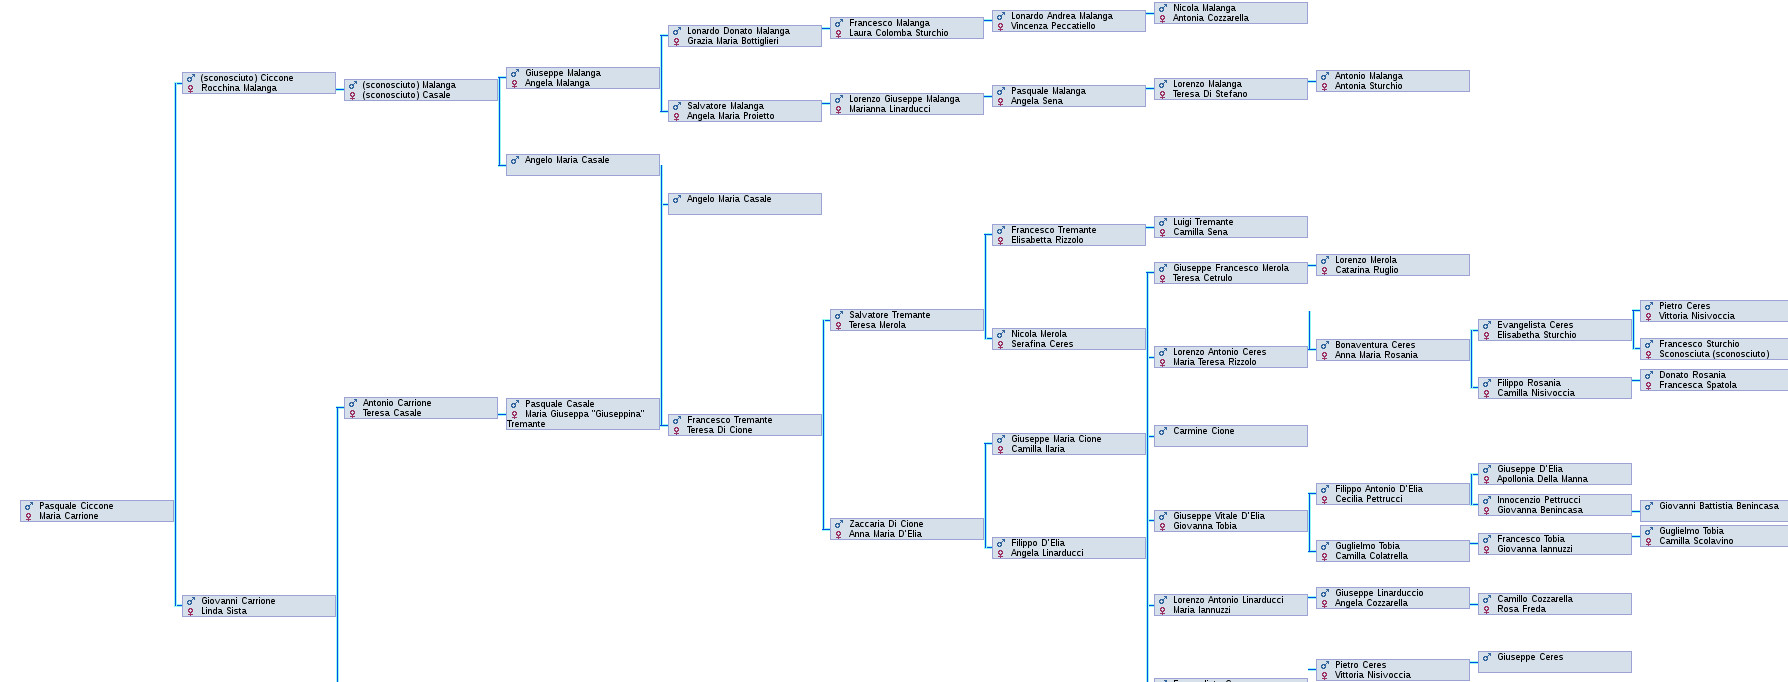 Pasquale Ciccone
Maria Carrione
(sconosciuto) Ciccone
Rocchina Malanga
Giovanni Carrione
Linda Sista
(sconosciuto) Malanga
(sconosciuto) Casale
Antonio Carrione
Teresa Casale
Giuseppe Malanga
Angela Malanga
Angelo Maria Casale
Pasquale Casale
Maria Giuseppa "Giuseppina"
Tremante
Lonardo Donato Malanga
Grazia Maria Bottiglieri
Salvatore Malanga
Angela Maria Proietto
Angelo Maria Casale
Francesco Tremante
Teresa Di Cione
Francesco Malanga
Laura Colomba Sturchio
Lorenzo Giuseppe Malanga
Marianna Linarducci
Salvatore Tremante
Teresa Merola
Zaccaria Di Cione
Anna Maria D'Elia
Lonardo Andrea Malanga
Vincenza Peccatiello
Pasquale Malanga
Angela Sena
Francesco Tremante
Elisabetta Rizzolo
Nicola Merola
Serafina Ceres
Giuseppe Maria Cione
Camilla Ilaria
Filippo D'Elia
Angela Linarducci
Nicola Malanga
Antonia Cozzarella
Lorenzo Malanga
Teresa Di Stefano
Luigi Tremante
Camilla Sena
Giuseppe Francesco Merola
Teresa Cetrulo
Lorenzo Antonio Ceres
Maria Teresa Rizzolo
Carmine Cione
Giuseppe Vitale D'Elia
Giovanna Tobia
Lorenzo Antonio Linarducci
Maria Iannuzzi
Antonio Malanga
Antonia Sturchio
Lorenzo Merola
Catarina Ruglio
Bonaventura Ceres
Anna Maria Rosania
Filippo Antonio D'Elia
Cecilia Pettrucci
Guglielmo Tobia
Camilla Colatrella
Giuseppe Linarduccio
Angela Cozzarella
Pietro Ceres
Vittoria Nisivoccia
Evangelista Ceres
Elisabetha Sturchio
Filippo Rosania
Camilla Nisivoccia
Giuseppe D'Elia
Apollonia Della Manna
Innocenzio Pettrucci
Giovanna Benincasa
Francesco Tobia
Giovanna Iannuzzi
Camillo Cozzarella
Rosa Freda
Giuseppe Ceres
Pietro Ceres
Vittoria Nisivoccia
Francesco Sturchio
Sconosciuta (sconosciuto)
Donato Rosania
Francesca Spatola
Giovanni Battistia Benincasa
Guglielmo Tobia
Camilla Scolavino